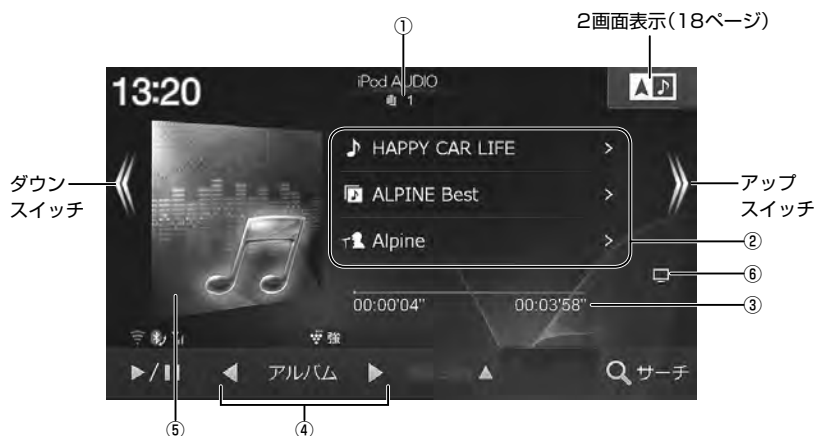 ①
2画面表示(18ページ)
13:20
iPod AUDIO
1
HAPPY CAR LIFE
ALPINE Best
Alpine
ダウン
スイッチ
アップ
スイッチ
②
⑥
00:00'04"
00:03'58"
③
強
アルバム
サーチ
⑤
④